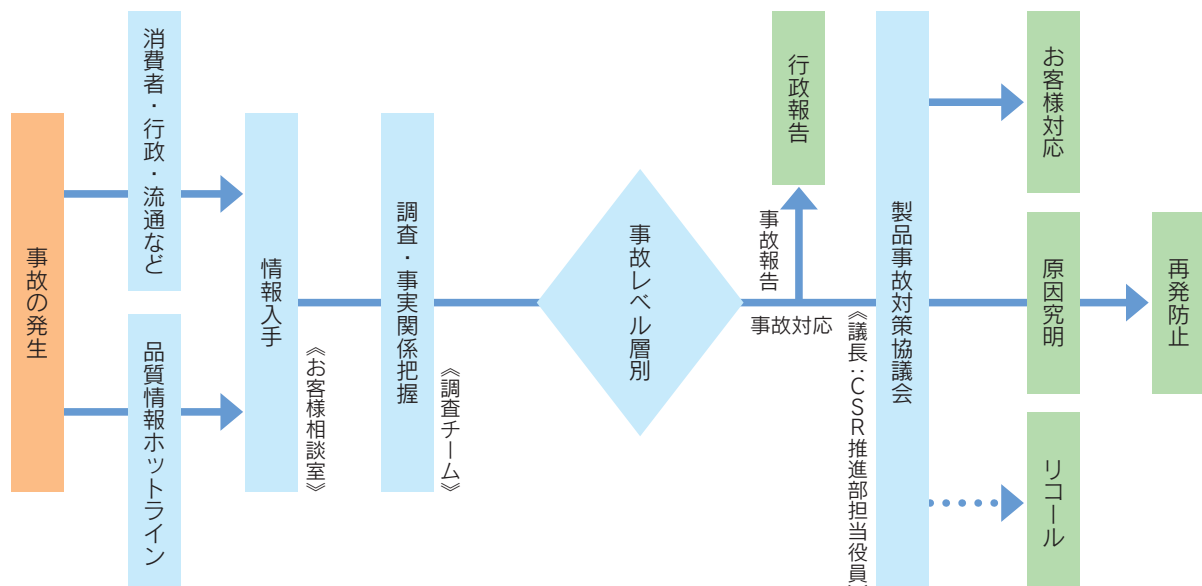 事故の発生
消費者・行政・流通など
品質情報ホットライン
情報入手
《お客様相談室》
調査・事実関係把握
《調査チーム》
事故レベル層別
行政報告
事故報告
事故対応
《議長：CSR推進部担当役員
製品事故対策協議会
お客様対応
原因究明
再発防止
リコール